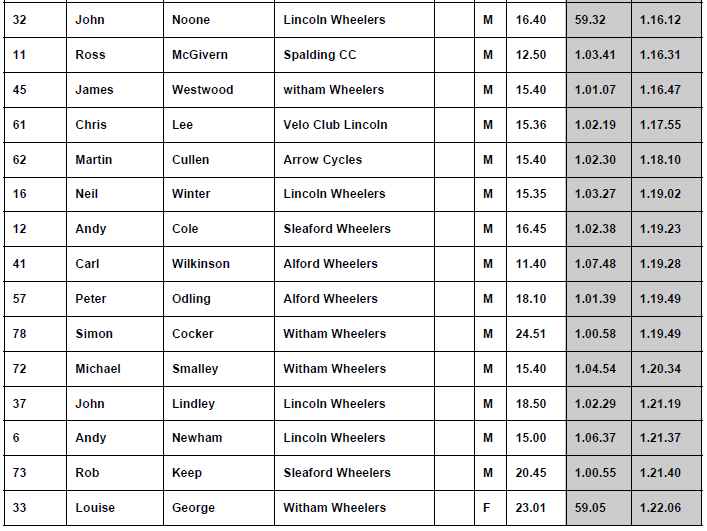 32 John Noone Lincoln Wheelers M 16.40 59.32 1.16.12
11 Ross McGivern Spalding CC M 12.50 1.03.41 1.16.31
45 James Westwood witham Wheelers M 15.40 1.01.07 1.16.47
61 Chris Lee Velo Club Lincoln M 15.36 1.02.19 1.17.55
62 Martin Cullen Arrow Cycles M 15.40 1.02.30 1.18.10
16 Neil Winter Lincoln Wheelers M 15.35 1.03.27 1.19.02
12 Andy Cole Sleaford Wheelers M 16.45 1.02.38 1.19.23
41 Carl Wilkinson Alford Wheelers M 11.40 1.07.48 1.19.28
57 Peter Odling Alford Wheelers M 18.10 1.01.39 1.19.49
78 Simon Cocker Witham Wheelers M 24.51 1.00.58 1.19.49
72 Michael Smalley Witham Wheelers M 15.40 1.04.54 1.20.34
37 John Lindley Lincoln Wheelers M 18.50 1.02.29 1.21.19
6 Andy Newham Lincoln Wheelers M 15.00 1.06.37 1.21.37
73 Rob Keep Sleaford Wheelers M 20.45 1.00.55 1.21.40
33 Louise George Witham Wheelers F 23.01 59.05 1.22.06